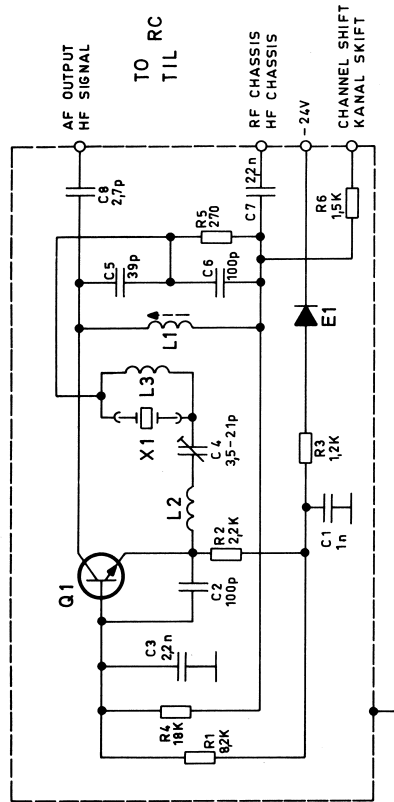 AF OUTPUT
HF SIGNAL
TO RC
TIL
RF CHASSIS
HF CHASSIS
-24V
CHANNEL SHIFT
KANAL SKIFT
C8
2,7p
C7
2,2n
R5
270
C5
39p
C6
100p
R6
1,5K
L1
E1
L3
X1
C4
3,5-21p
L2
R3
1,2K
R2
2,2K
C1
1n
Q1
C2
100p
C3
2,2n
R4
18K
R1
8,2K